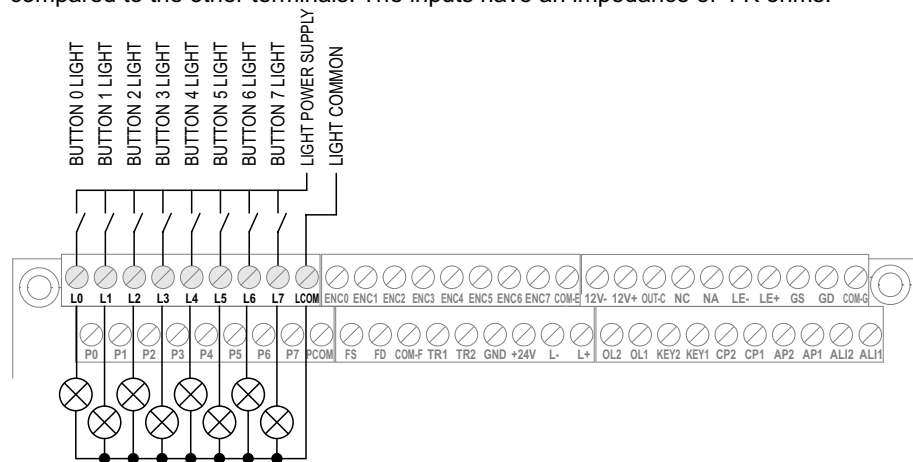 compared to the other terminals. The inputs have an impedance of K ohms.
BUTTON 0 LIGHT
BUTTON 1 LIGHT
BUTTON 2 LIGHT
BUTTON 3 LIGHT
BUTTON 4 LIGHT
BUTTON 5 LIGHT
BUTTON 6 LIGHT
BUTTON 7 LIGHT
LIGHT POWER SUPPLY
LIGHT COMMON
L0 L1 L2 L3 L4 L5 L6 L7 LCOM ENC0 ENC1 ENC2 ENC3 ENC4 ENC5 ENC6 ENC7 COM-E 12V- 12V+ OUT-C NC NA LE- LE+ GS GD COM-G
P0 P1 P2 P3 P4 P5 P6 P7 PCOM FS FD COM-F TR1 TR2 GND +24V L- L+ OL2 OL1 KEY2 KEY1 CP2 CP1 AP2 AP1 ALI2 ALI1